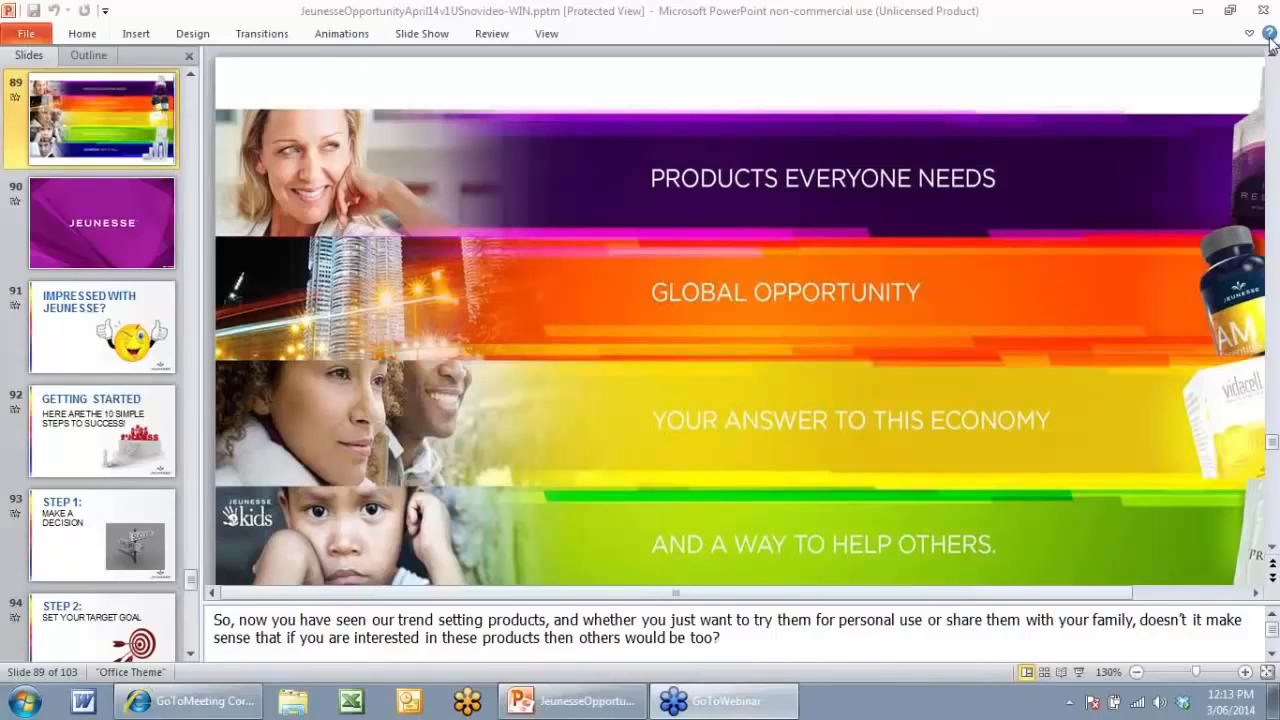 JeunesseOpportunityApril14v1USnovideo-WIN.pptm [Protected View] - Microsoft PowerPoint non-commercial use (Unlicensed Product)
File Home Insert Design Transitions Animations Slide Show Review View
Slides Outline
89
90
JEUNESSE
91
IMPRESSED WITH
JEUNESSE?
92
GETTING STARTED
HERE ARE THE 10 SIMPLE
STEPS TO SUCCESS!
93
STEP 1:
MAKE A
DECISION
94
STEP 2:
SET YOUR TARGET GOAL
PRODUCTS EVERYONE NEEDS
GLOBAL OPPORTUNITY
JEUNESSE
AM
YOUR ANSWER TO THIS ECONOMY
vidacell
JEUNESSE
kids
AND A WAY TO HELP OTHERS.
So, now you have seen our trend setting products, and whether you just want to try them for personal use or share them with your family, doesn't it make
sense that if you are interested in these products then others would be too?
Slide 89 of 103 "Office Theme" 130%
GoToMeeting Cor... JeunesseOpportu... GoToWebinar
12:13 PM
3/06/2014